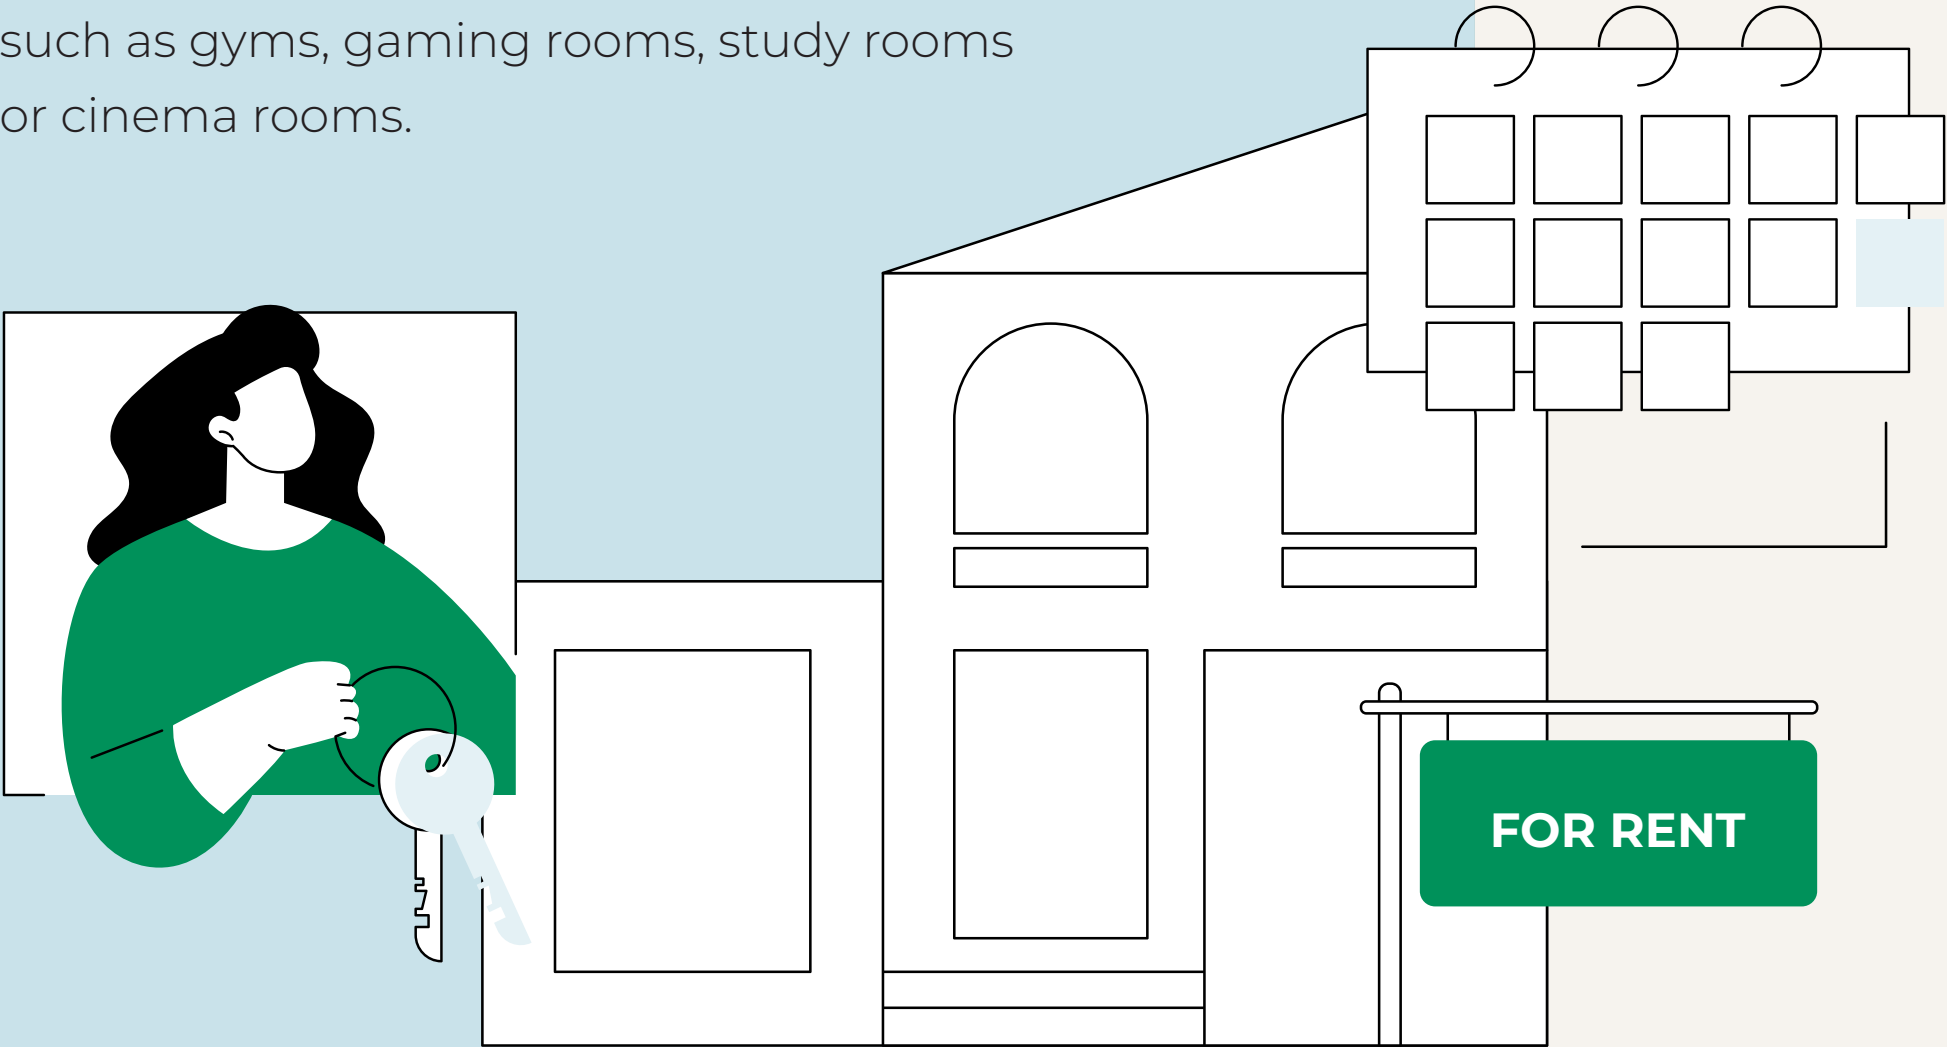 such as gyms, gaming rooms, study rooms
or cinema rooms.
FOR RENT